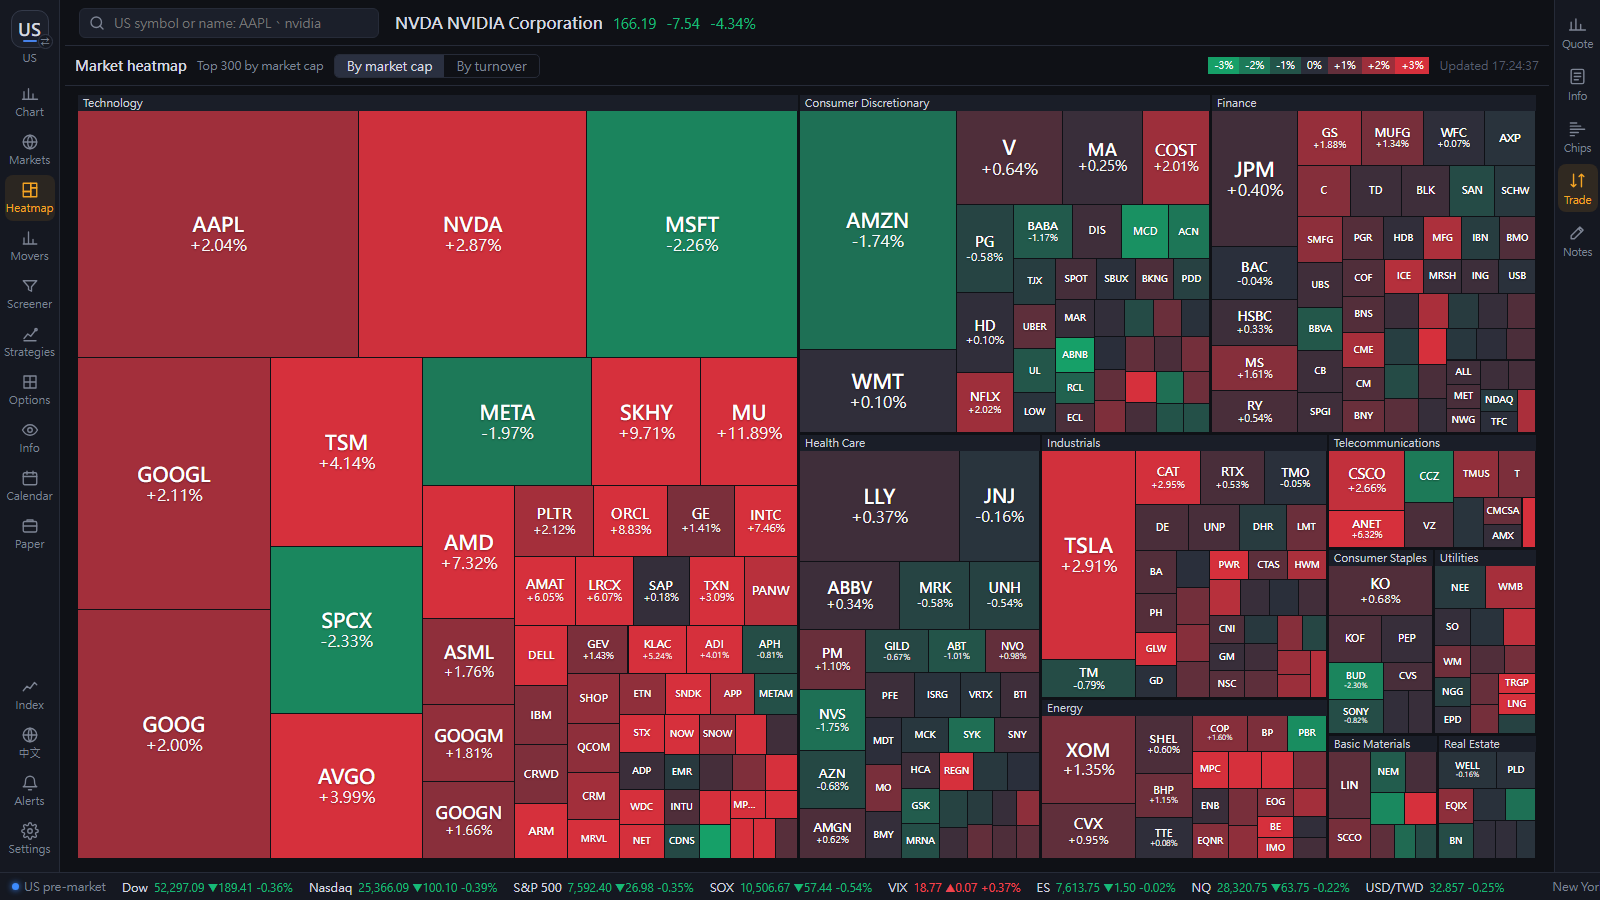 US
US
Chart
Markets
Heatmap
Movers
Screener
Strategies
Options
Info
Calendar
Paper
Index
中文
Alerts
Settings
US symbol or name: AAPL、nvidia
NVDA NVIDIA Corporation 166.19 -7.54 -4.34%
Market heatmap Top 300 by market cap By market cap By turnover
-3% -2% -1% 0% +1% +2% +3% Updated 17:24:37
Technology
AAPL
+2.04%
NVDA
+2.87%
MSFT
-2.26%
GOOGL
+2.11%
GOOG
+2.00%
TSM
+4.14%
SPCX
-2.33%
AVGO
+3.99%
META
-1.97%
SKHY
+9.71%
MU
+11.89%
AMD
+7.32%
ASML
+1.76%
GOOGM
+1.81%
GOOGN
+1.66%
PLTR
+2.12%
ORCL
+8.83%
GE
+1.41%
INTC
+7.46%
AMAT
+6.05%
LRCX
+6.07%
SAP
+0.18%
TXN
+3.09%
PANW
DELL
GEV
+1.43%
KLAC
+5.24%
ADI
+4.01%
APH
-0.81%
IBM
SHOP
ETN
SNDK
APP
METAM
QCOM
STX
NOW
SNOW
CRWD
CRM
ADP
EMR
WDC
INTU
MP...
ARM
MRVL
NET
CDNS
Consumer Discretionary
AMZN
-1.74%
WMT
+0.10%
V
+0.64%
MA
+0.25%
COST
+2.01%
PG
-0.58%
BABA
-1.17%
DIS
MCD
ACN
HD
+0.10%
TJX
SPOT
SBUX
BKNG
PDD
UBER
MAR
NFLX
+2.02%
UL
ABNB
LOW
RCL
ECL
Finance
JPM
+0.40%
BAC
-0.04%
HSBC
+0.33%
MS
+1.61%
RY
+0.54%
GS
+1.88%
MUFG
+1.34%
WFC
+0.07%
AXP
C
TD
BLK
SAN
SCHW
SMFG
PGR
HDB
MFG
IBN
BMO
UBS
COF
ICE
MRSH
ING
USB
BBVA
BNS
CB
CME
SPGI
CM
BNY
ALL
MET
NDAQ
NWG
TFC
Health Care
LLY
+0.37%
JNJ
-0.16%
ABBV
+0.34%
MRK
-0.58%
UNH
-0.54%
PM
+1.10%
GILD
-0.67%
ABT
-1.01%
NVO
+0.98%
NVS
-1.75%
PFE
ISRG
VRTX
BTI
AZN
-0.68%
MDT
MCK
SYK
SNY
AMGN
+0.62%
MO
HCA
REGN
BMY
GSK
MRNA
Industrials
TSLA
+2.91%
TM
-0.79%
CAT
+2.95%
RTX
+0.53%
TMO
-0.05%
DE
UNP
DHR
LMT
BA
PWR
CTAS
HWM
PH
GLW
CNI
GD
GM
NSC
Energy
XOM
+1.35%
CVX
+0.95%
SHEL
+0.60%
BHP
+1.15%
TTE
+0.08%
COP
+1.60%
BP
PBR
MPC
ENB
EOG
EQNR
BE
IMO
Telecommunications
CSCO
+2.66%
ANET
+6.32%
CCZ
TMUS
T
VZ
CMCSA
AMX
Consumer Staples
KO
+0.68%
KOF
PEP
BUD
-2.30%
CVS
SONY
-0.82%
Utilities
NEE
WMB
SO
WM
NGG
TRGP
EPD
LNG
Basic Materials
LIN
NEM
SCCO
Real Estate
WELL
-0.16%
PLD
EQIX
BN
Quote
Info
Chips
Trade
Notes
US pre-market Dow 52,297.09 ▼189.41 -0.36% Nasdaq 25,366.09 ▼100.10 -0.39% S&P 500 7,592.40 ▼26.98 -0.35% SOX 10,506.67 ▼57.44 -0.54% VIX 18.77 ▲0.07 +0.37% ES 7,613.75 ▼1.50 -0.02% NQ 28,320.75 ▼63.75 -0.22% USD/TWD 32.857 -0.25% New Yor